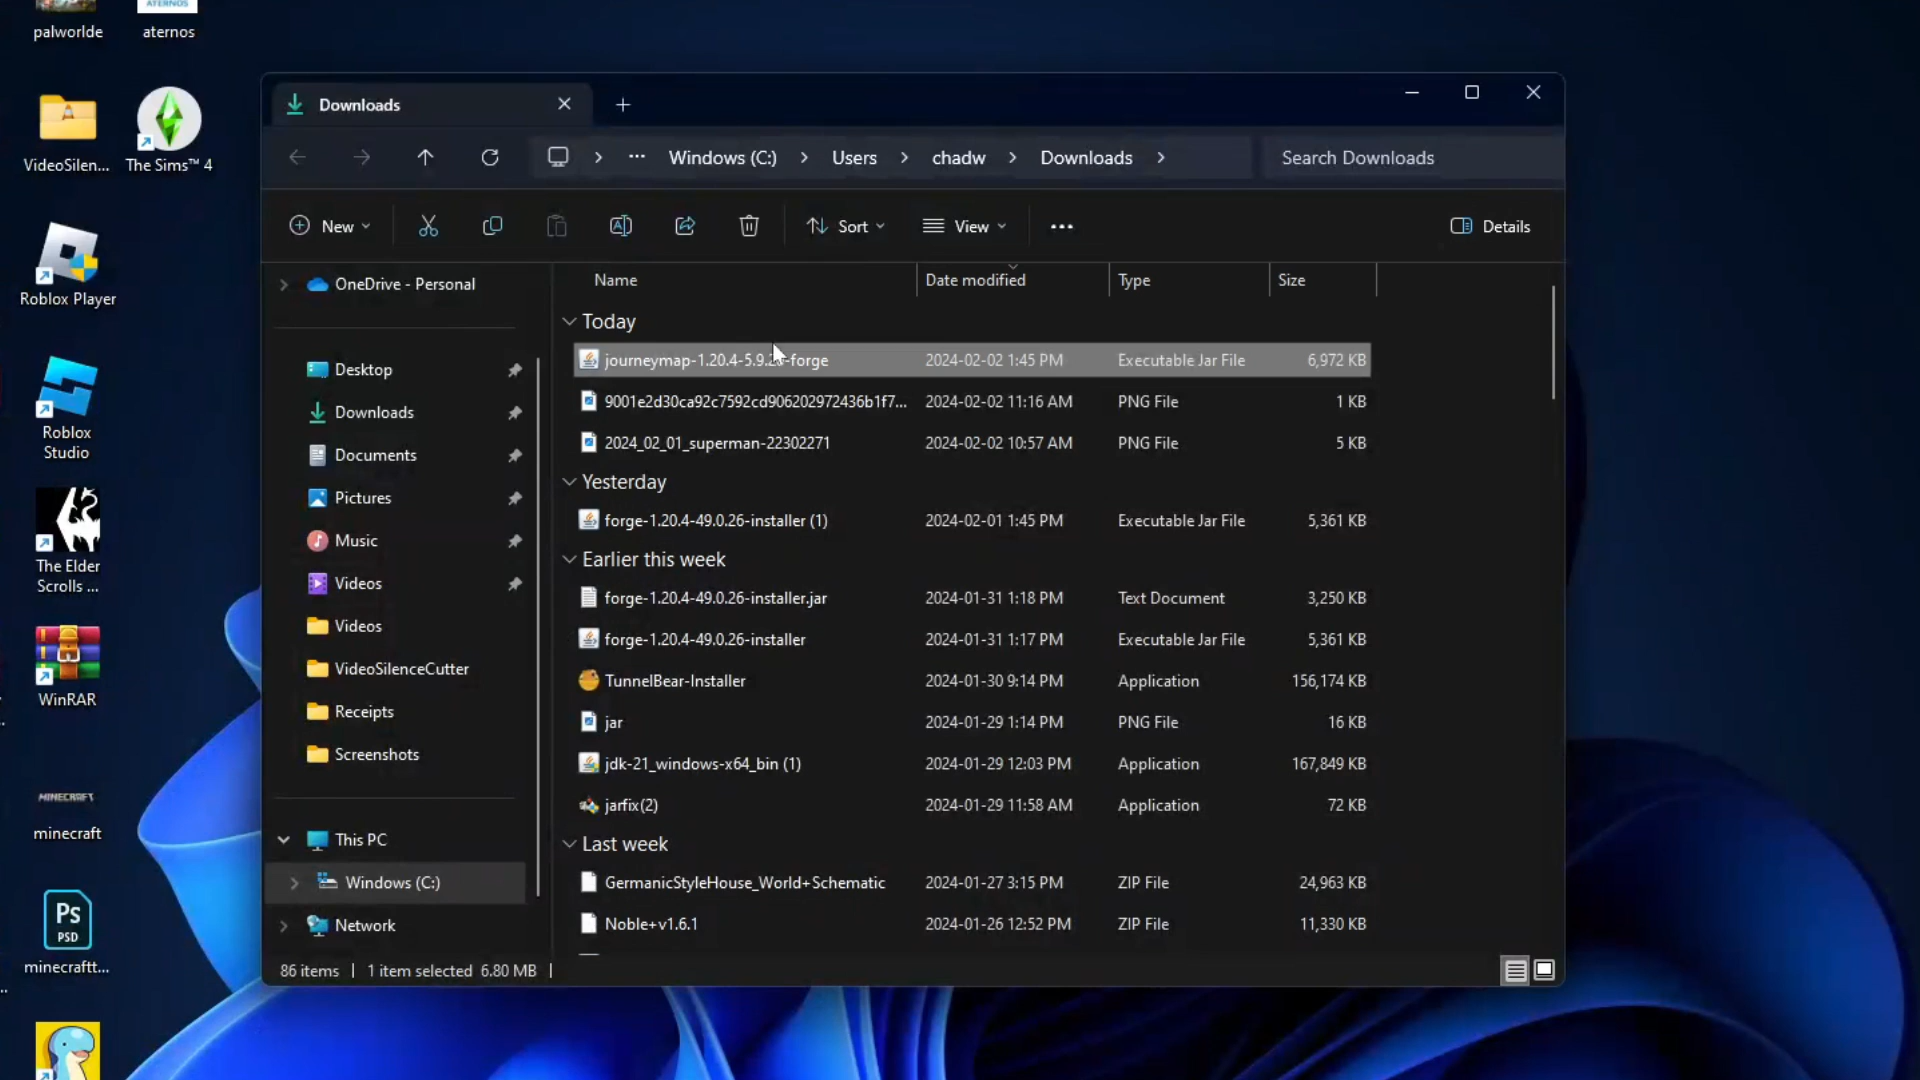 palworlde
aternos
ATERNOS
VideoSilen...
The Sims™ 4
Roblox Player
Roblox
Studio
The Elder
Scrolls ...
WinRAR
MINECRAFT
minecraft
Ps
PSD
minecraftt...
Downloads
Windows (C:)
Users
chadw
Downloads
Search Downloads
New
Sort
View
Details
OneDrive - Personal
Desktop
Downloads
Documents
Pictures
Music
Videos
Videos
VideoSilenceCutter
Receipts
Screenshots
This PC
Windows (C:)
Network
Name Date modified Type Size
Today
journeymap-1.20.4-5.9.2 -forge 2024-02-02 1:45 PM Executable Jar File 6,972 KB
9001e2d30ca92c7592cd906202972436b1f7... 2024-02-02 11:16 AM PNG File 1 KB
2024_02_01_superman-22302271 2024-02-02 10:57 AM PNG File 5 KB
Yesterday
forge-1.20.4-49.0.26-installer (1) 2024-02-01 1:45 PM Executable Jar File 5,361 KB
Earlier this week
forge-1.20.4-49.0.26-installer.jar 2024-01-31 1:18 PM Text Document 3,250 KB
forge-1.20.4-49.0.26-installer 2024-01-31 1:17 PM Executable Jar File 5,361 KB
TunnelBear-Installer 2024-01-30 9:14 PM Application 156,174 KB
jar 2024-01-29 1:14 PM PNG File 16 KB
jdk-21_windows-x64_bin (1) 2024-01-29 12:03 PM Application 167,849 KB
jarfix(2) 2024-01-29 11:58 AM Application 72 KB
Last week
GermanicStyleHouse_World+Schematic 2024-01-27 3:15 PM ZIP File 24,963 KB
Noble+v1.6.1 2024-01-26 12:52 PM ZIP File 11,330 KB
86 items 1 item selected 6.80 MB